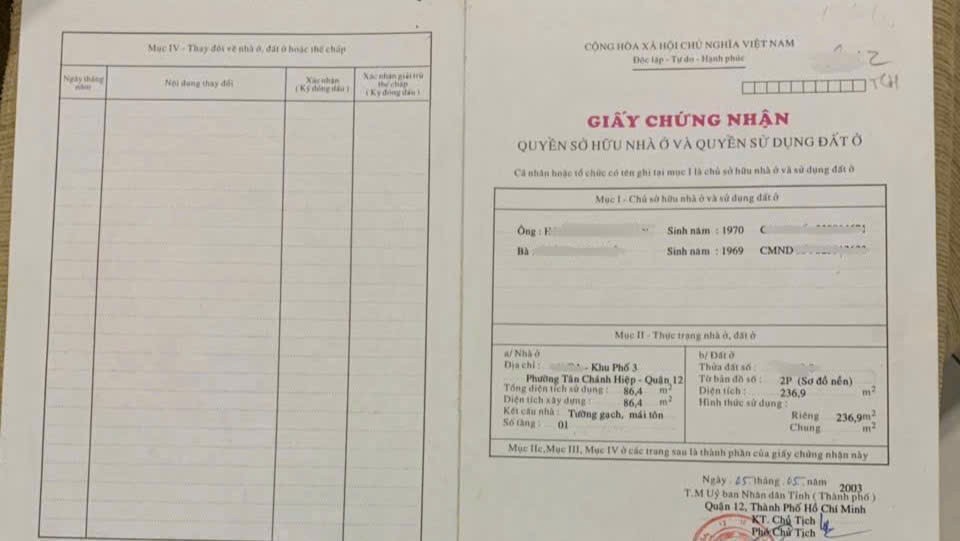 Mục IV - Thay đổi về nhà ở, đất ở hoặc thế chấp
Ngày tháng năm
Nội dung thay đổi
Xác nhận
( Ký đóng dấu )
Xác nhận giải trừ thế chấp
( Ký đóng dấu )
CỘNG HÒA XÃ HỘI CHỦ NGHĨA VIỆT NAM
Độc lập - Tự do - Hạnh phúc
2
TCH
GIẤY CHỨNG NHẬN
QUYỀN SỞ HỮU NHÀ Ở VÀ QUYỀN SỬ DỤNG ĐẤT Ở
Cá nhân hoặc tổ chức có tên ghi tại mục 1 là chủ sở hữu nhà ở và sử dụng đất ở
Mục I - Chủ sở hữu nhà ở và sử dụng đất ở
Ông : Sinh năm : 1970 C
Bà Sinh năm : 1969 CMND
Mục II - Thực trạng nhà ở, đất ở
a/ Nhà ở
Địa chỉ : - Khu Phố 3
Phường Tân Chánh Hiệp - Quận 12
Tổng diện tích sử dụng : 86,4 m2
Diện tích xây dựng : 86,4 m2
Kết cấu nhà : Tường gạch, mái tôn
Số tầng : 01
b/ Đất ở
Thửa đất số :
Tờ bản đồ số : 2P (Sơ đồ nền)
Diện tích : 236,9 m2
Hình thức sử dụng :
Riêng 236,9m2
Chung m2
Mục IIc,Mục III, Mục IV ở các trang sau là thành phần của giấy chứng nhận này
Ngày . 05 tháng . 05. năm 2003
T.M Uỷ ban Nhân dân Tỉnh ( Thành phố )
Quận 12, Thành Phố Hồ Chí Minh
KT. Chủ Tịch
Phó Chủ Tịch